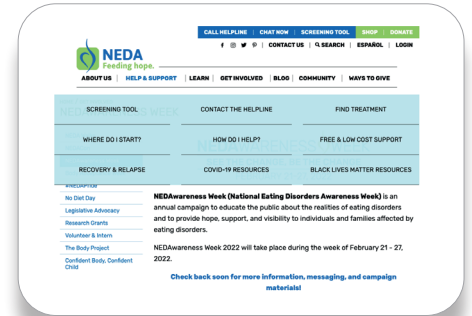 CALL HELPLINE | CHAT NOW | SCREENING TOOL SHOP | DONATE
CONTACT US | SEARCH | ESPAÑOL | LOGIN
NEDA
Feeding hope.
ABOUT US | HELP & SUPPORT | LEARN | GET INVOLVED | BLOG | COMMUNITY | WAYS TO GIVE
SCREENING TOOL CONTACT THE HELPLINE FIND TREATMENT
WHERE DO I START? HOW DO I HELP? FREE & LOW COST SUPPORT
RECOVERY & RELAPSE COVID-19 RESOURCES BLACK LIVES MATTER RESOURCES
#NEDAPride
No Diet Day
Legislative Advocacy
Research Grants
Volunteer & Intern
The Body Project
Confident Body, Confident
Child
NEDAwareness Week (National Eating Disorders Awareness Week) is an
annual campaign to educate the public about the realities of eating disorders
and to provide hope, support, and visibility to individuals and families affected by
eating disorders.
NEDAwareness Week 2022 will take place during the week of February 21 - 27,
2022.
Check back soon for more information, messaging, and campaign
materials!